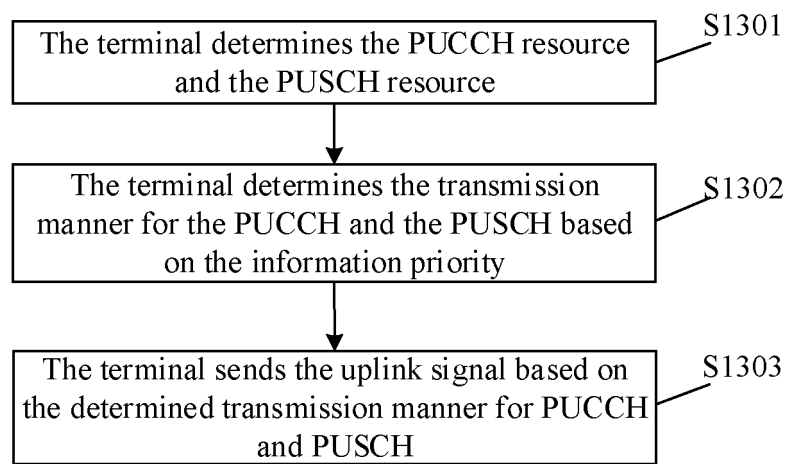 The terminal determines the PUCCH resource
and the PUSCH resource
S1301
The terminal determines the transmission
manner for the PUCCH and the PUSCH based
on the information priority
S1302
The terminal sends the uplink signal based on
the determined transmission manner for PUCCH
and PUSCH
S1303